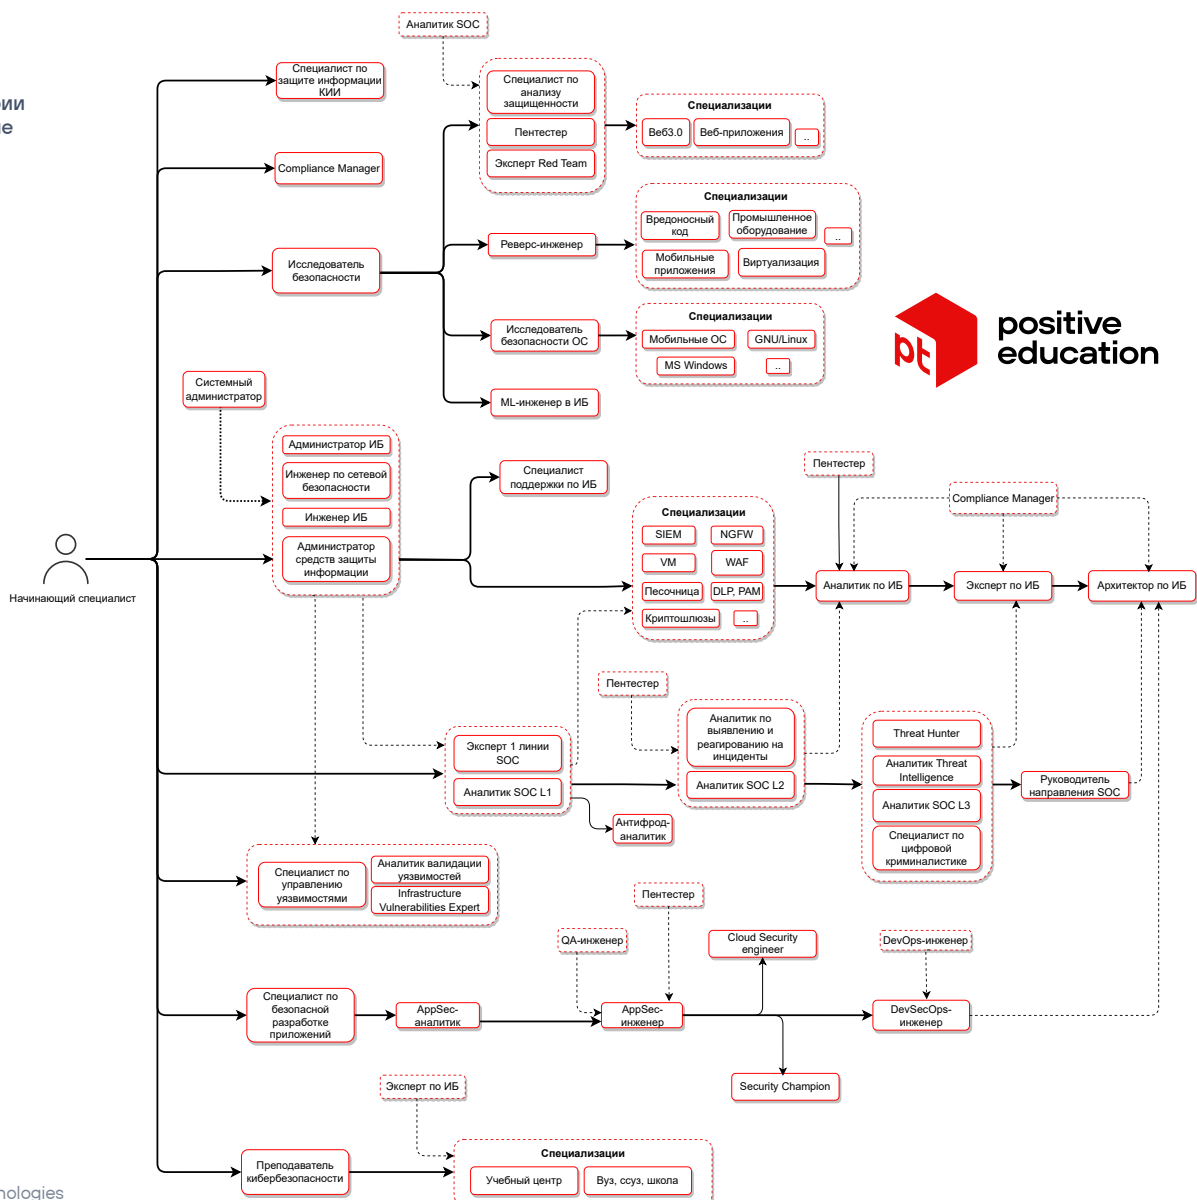 Аналитик SOC
ии
е
Специалист по
защите информации
КИИ
Специалист по
анализу
защищенности
Пентестер
Эксперт Red Team
Специализации
Веб3.0
Веб-приложения
..
Compliance Manager
Специализации
Вредоносный
код
Промышленное
оборудование
..
Мобильные
приложения
Виртуализация
Реверс-инженер
Исследователь
безопасности
Исследователь
безопасности ОС
Специализации
Мобильные ОС
GNU/Linux
MS Windows
..
pt
positive
education
ML-инженер в ИБ
Системный
администратор
Администратор ИБ
Инженер по сетевой
безопасности
Инженер ИБ
Администратор
средств защиты
информации
Специалист
поддержки по ИБ
Специализации
SIEM
NGFW
VM
WAF
Песочница
DLP, PAM
Криптошлюзы
..
Пентестер
Compliance Manager
Аналитик по ИБ
Эксперт по ИБ
Архитектор по ИБ
Начинающий специалист
Пентестер
Эксперт 1 линии
SOC
Аналитик SOC L1
Аналитик по
выявлению и
реагированию на
инциденты
Аналитик SOC L2
Threat Hunter
Аналитик Threat
Intelligence
Аналитик SOC L3
Специалист по
цифровой
криминалистике
Руководитель
направления SOC
Антифрод-
аналитик
Специалист по
управлению
уязвимостями
Аналитик валидации
уязвимостей
Infrastructure
Vulnerabilities Expert
Пентестер
QA-инженер
Cloud Security
engineer
DevOps-инженер
Специалист по
безопасной
разработке
приложений
AppSec-
аналитик
AppSec-
инженер
DevSecOps-
инженер
Security Champion
Эксперт по ИБ
Преподаватель
кибербезопасности
Специализации
Учебный центр
Вуз, ссуз, школа
nologies